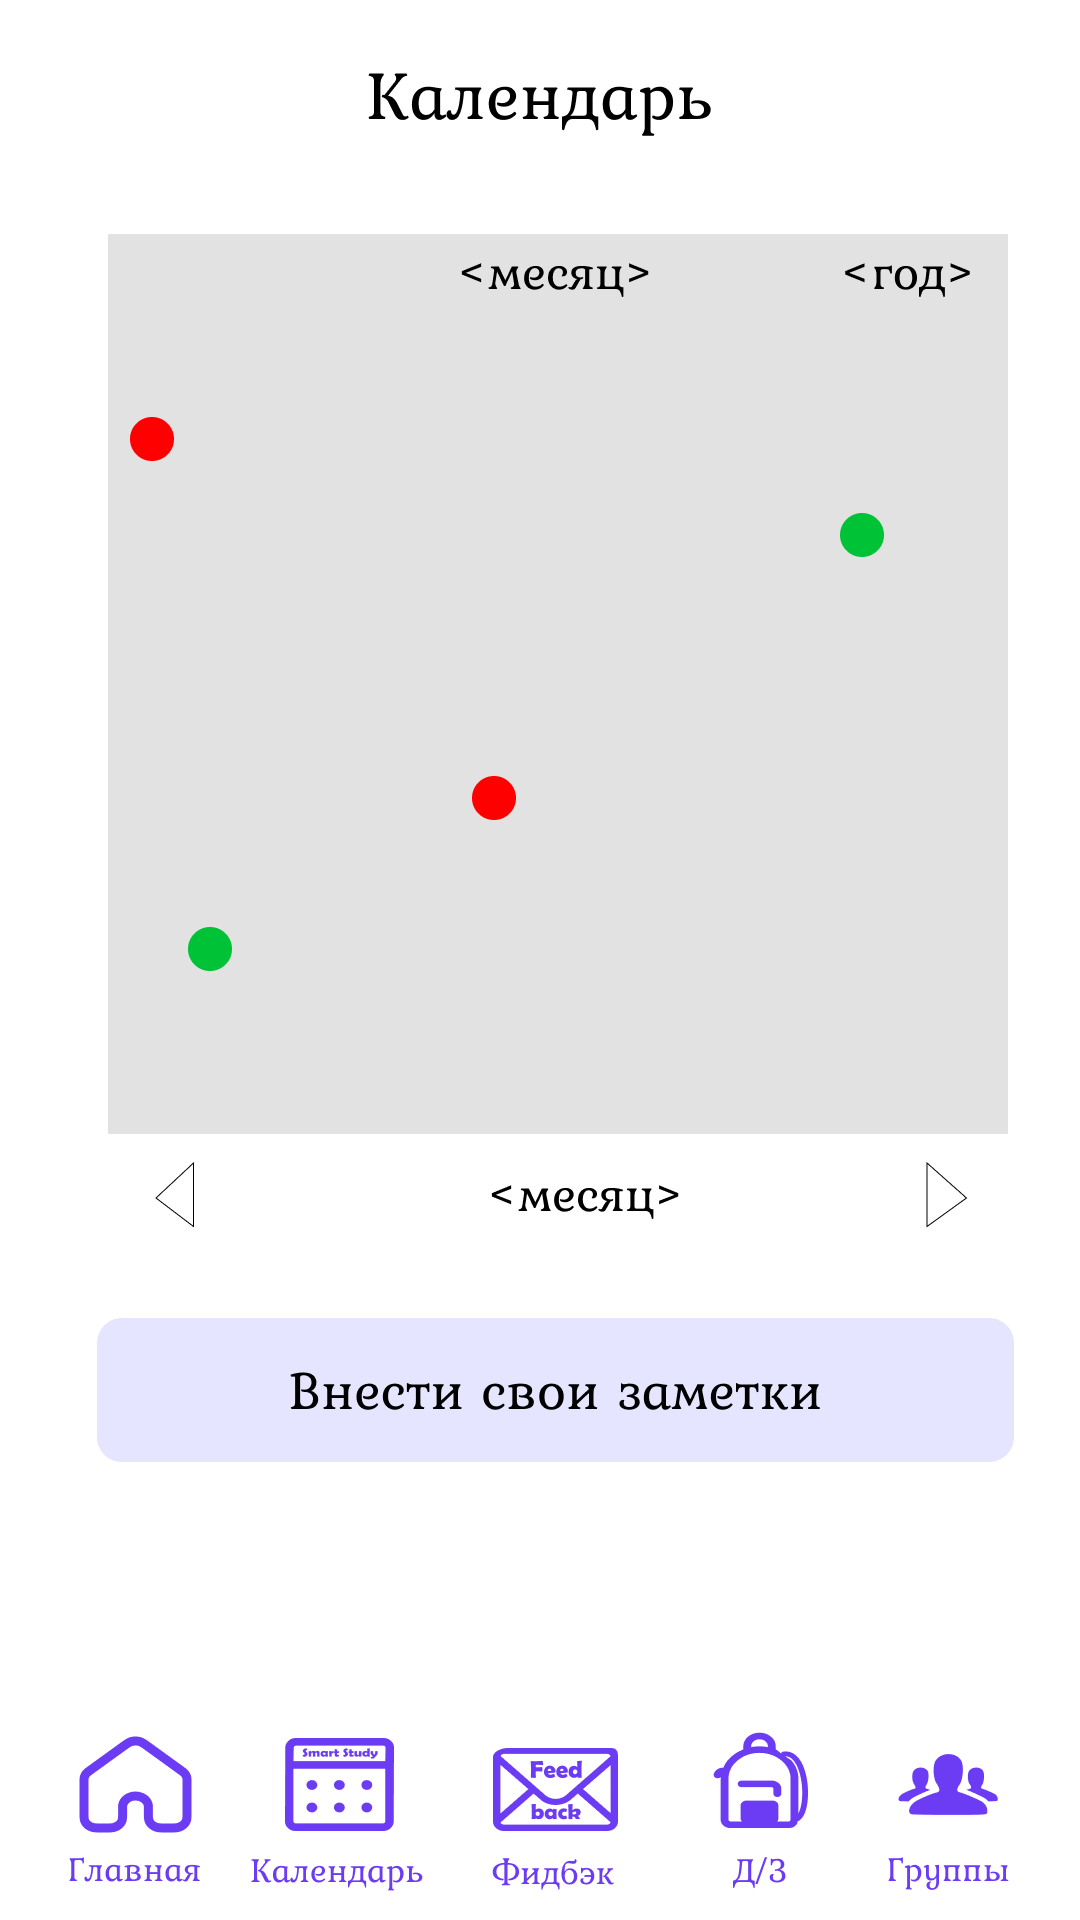 Календарь
<месяц> <год>
<месяц>
Внести свои заметки
Smart Study
Feed
back
Главная Календарь Фидбэк Д/З Группы